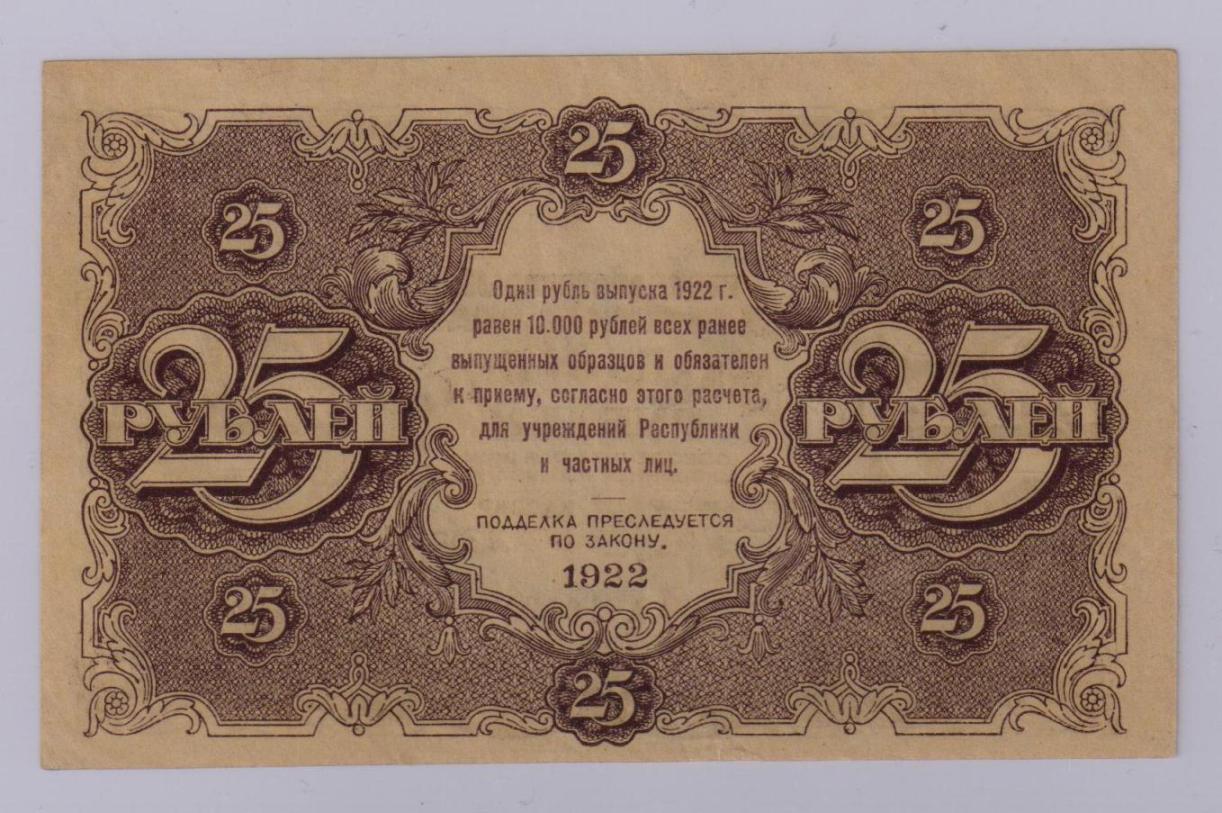 25
25
25
Один рубль выпуска 1922 г.
равен 10.000 рублей всех ранее
выпущенных образцов и обязателен
к приему, согласно этого расчета,
для учреждений Республики
и частных лиц.
25 РУБЛЕЙ
25 РУБЛЕЙ
ПОДДЕЛКА ПРЕСЛЕДУЕТСЯ
ПО ЗАКОНУ.
1922
25
25
25